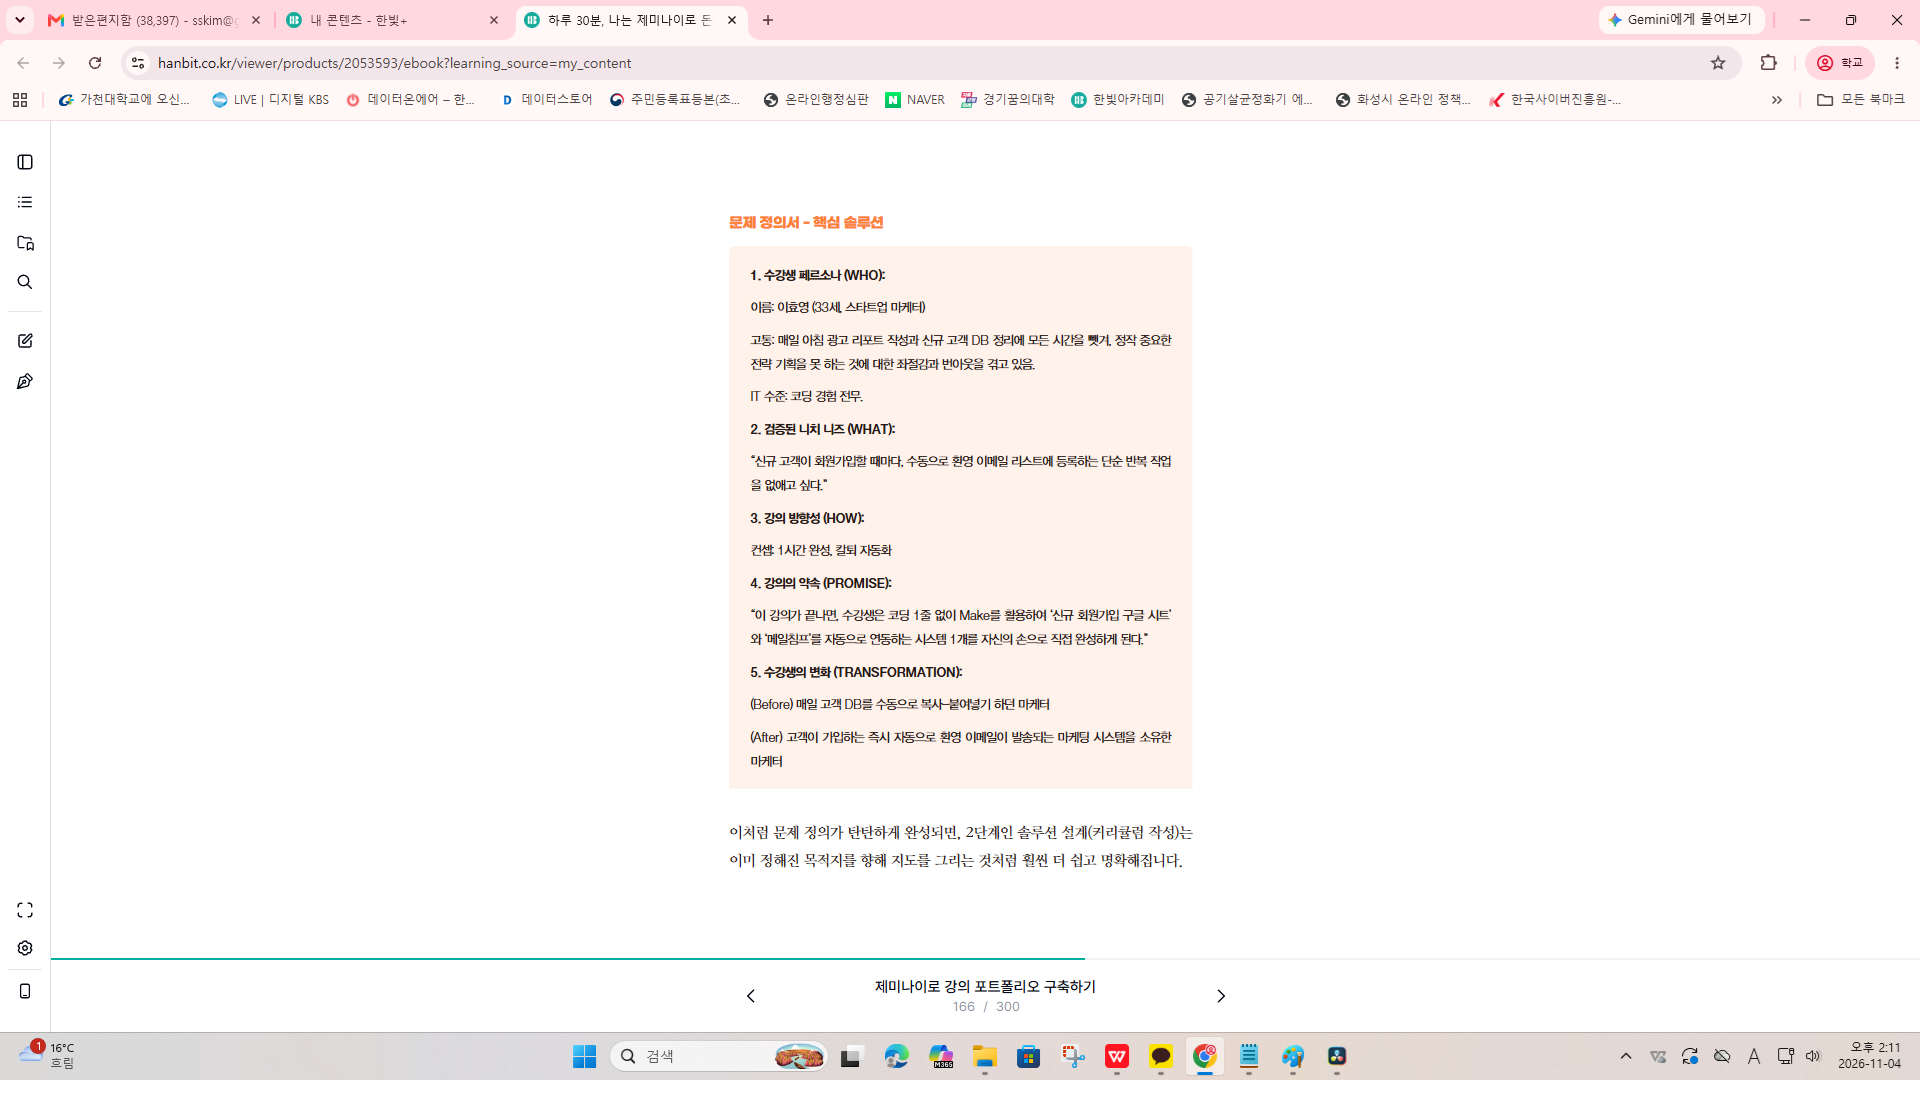 받은편지함 (38,397) - sskim@g
내 콘텐츠 - 한빛+
하루 30분, 나는 제미나이로 돈
Gemini에게 물어보기
hanbit.co.kr/viewer/products/2053593/ebook?learning_source=my_content
학교
가천대학교에 오신...
LIVE | 디지털 KBS
데이터온에어 – 한...
데이터스토어
주민등록표등본(초...
온라인행정심판
NAVER
경기꿈의대학
한빛아카데미
공기살균정화기 에...
화성시 온라인 정책...
한국사이버진흥원-...
모든 북마크
문제 정의서 - 핵심 솔루션
1. 수강생 페르소나 (WHO):
이름: 이효영 (33세, 스타트업 마케터)
고통: 매일 아침 광고 리포트 작성과 신규 고객 DB 정리에 모든 시간을 뺏겨, 정작 중요한
전략 기획을 못 하는 것에 대한 좌절감과 번아웃을 겪고 있음.
IT 수준: 코딩 경험 전무.
2. 검증된 니치 니즈 (WHAT):
“신규 고객이 회원가입할 때마다, 수동으로 환영 이메일 리스트에 등록하는 단순 반복 작업
을 없애고 싶다.”
3. 강의 방향성 (HOW):
컨셉: 1시간 완성, 칼퇴 자동화
4. 강의의 약속 (PROMISE):
“이 강의가 끝나면, 수강생은 코딩 1줄 없이 Make를 활용하여 ‘신규 회원가입 구글 시트’
와 ‘메일침프’를 자동으로 연동하는 시스템 1개를 자신의 손으로 직접 완성하게 된다.”
5. 수강생의 변화 (TRANSFORMATION):
(Before) 매일 고객 DB를 수동으로 복사–붙여넣기 하던 마케터
(After) 고객이 가입하는 즉시 자동으로 환영 이메일이 발송되는 마케팅 시스템을 소유한
마케터
이처럼 문제 정의가 탄탄하게 완성되면, 2단계인 솔루션 설계(커리큘럼 작성)는
이미 정해진 목적지를 향해 지도를 그리는 것처럼 훨씬 더 쉽고 명확해집니다.
제미나이로 강의 포트폴리오 구축하기
166 / 300
1
16°C
흐림
검색
M365
A
오후 2:11
2026-11-04